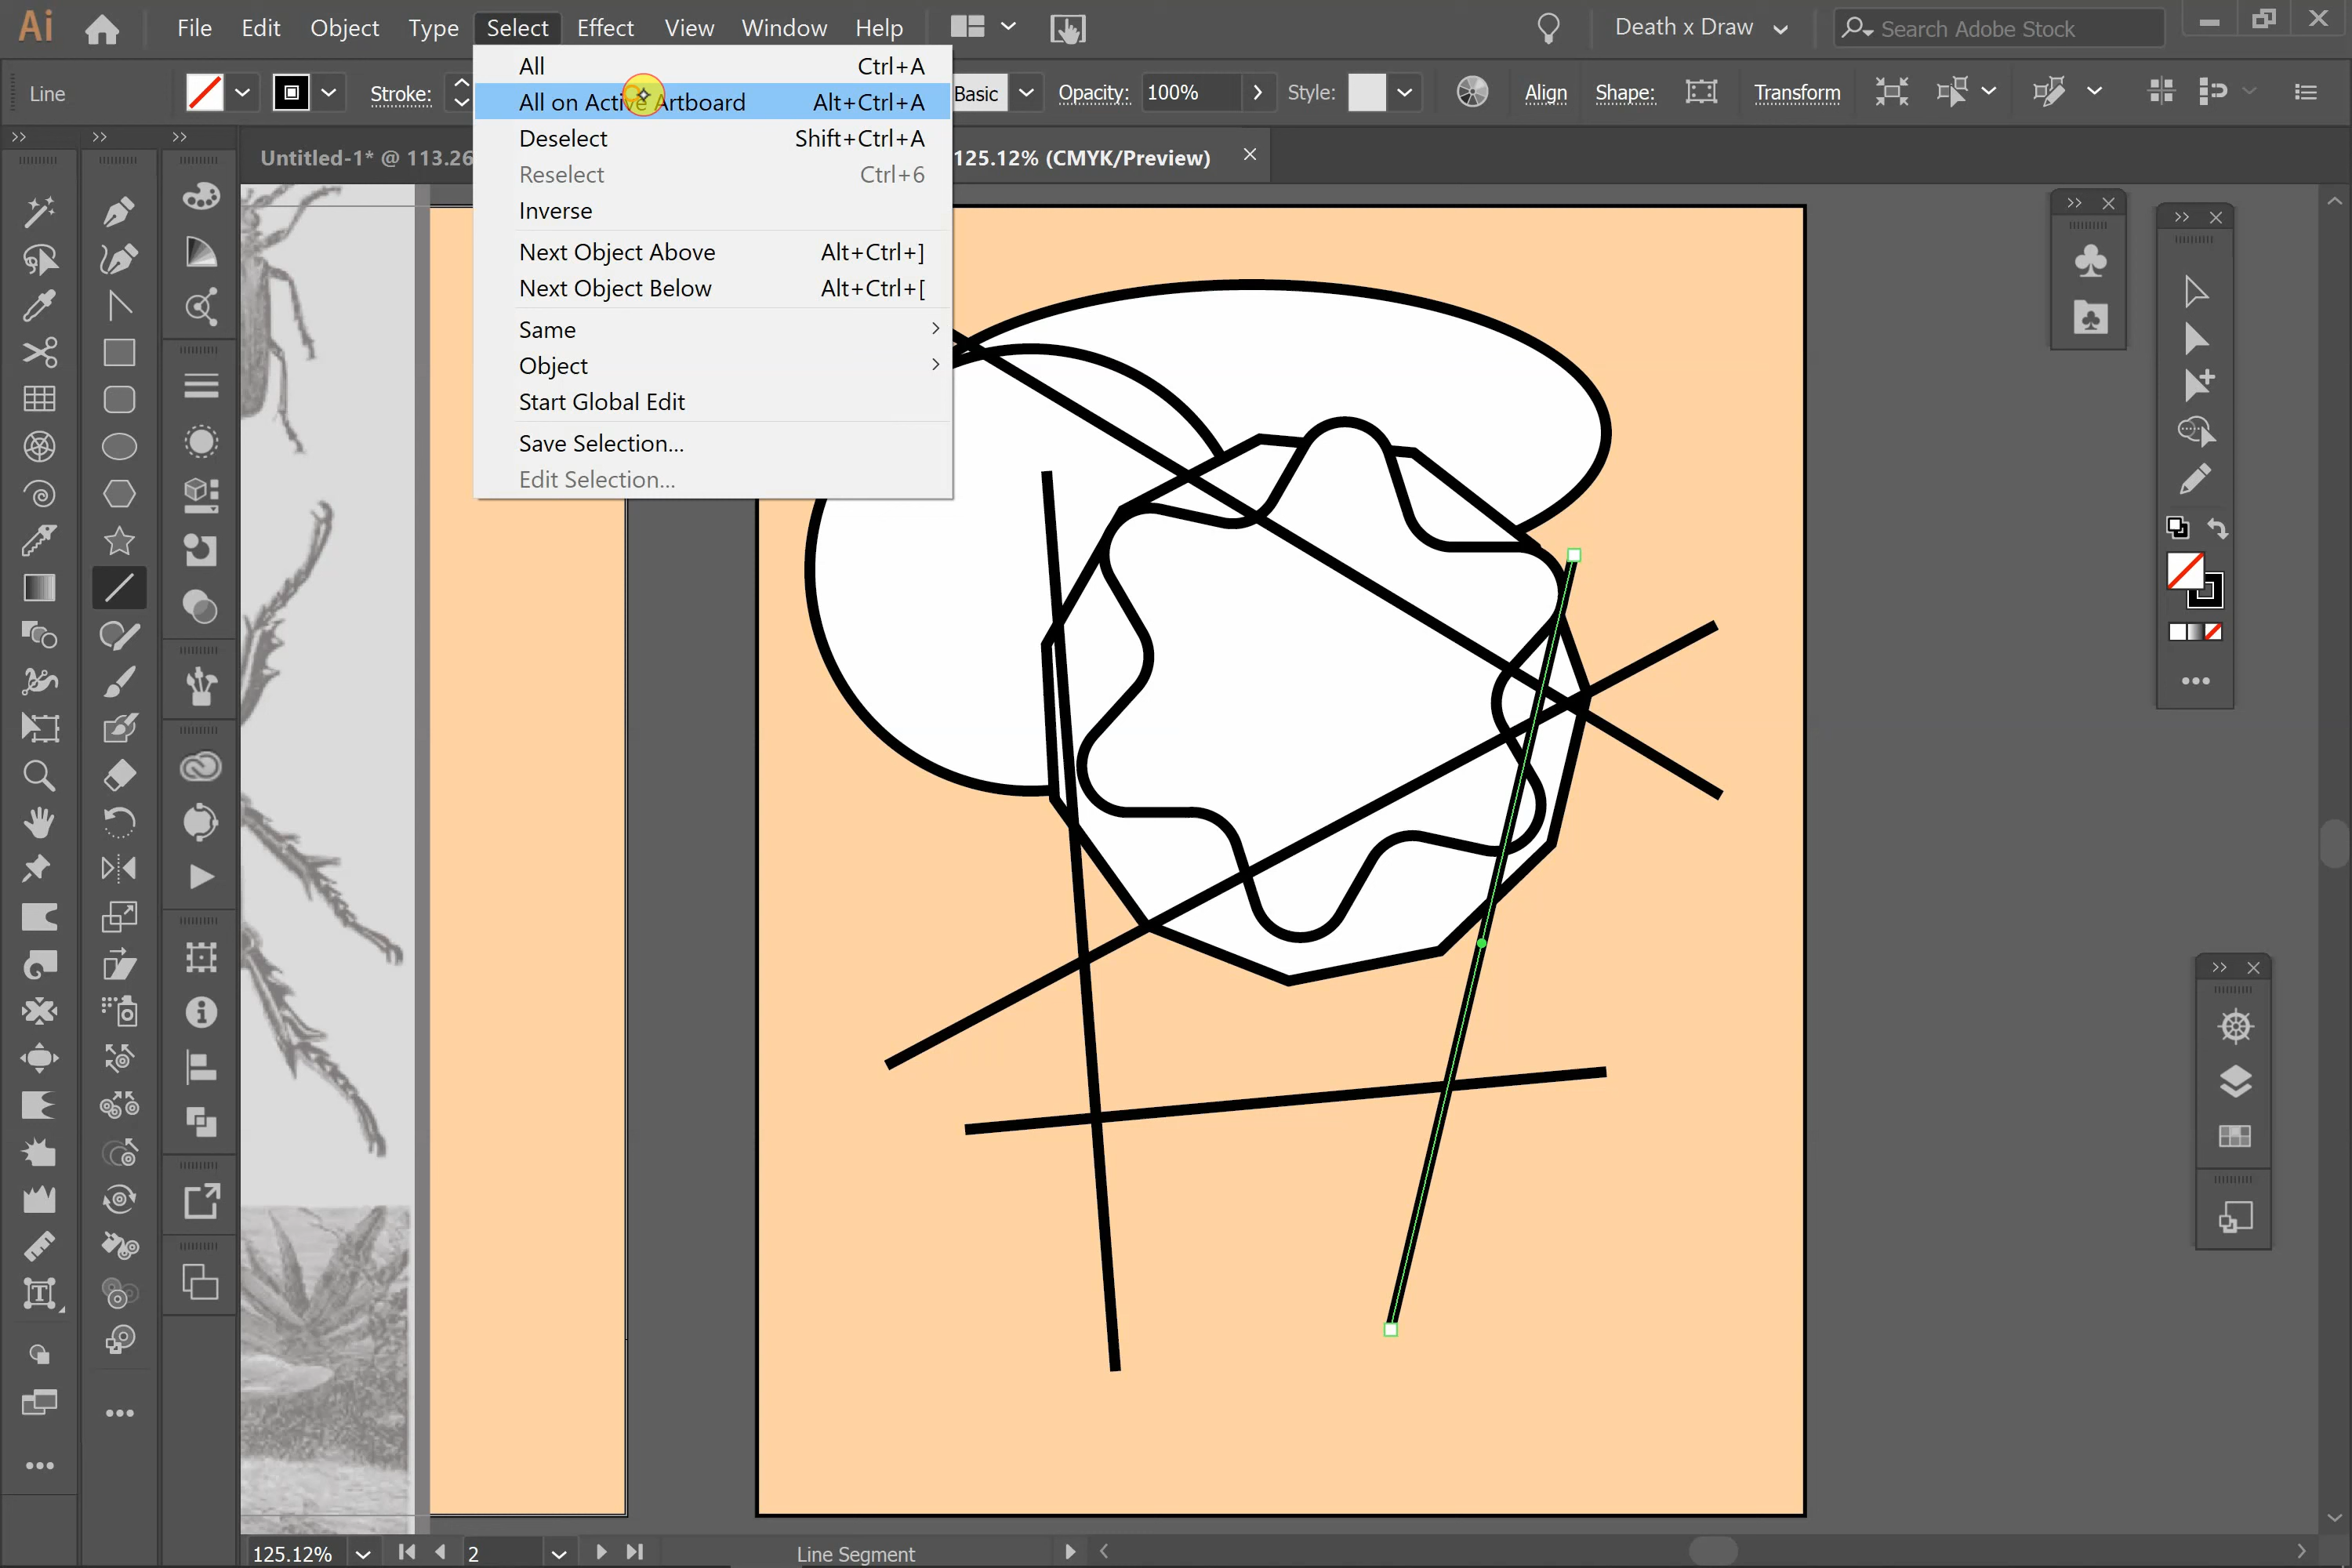 Ai File Edit Object Type Select Effect View Window Help Death x Draw Search Adobe Stock
Line Stroke: Basic Opacity: 100% Style: Align Shape: Transform
Untitled-1* @ 113.26 125.12% (CMYK/Preview)
All Ctrl+A
All on Active Artboard Alt+Ctrl+A
Deselect Shift+Ctrl+A
Reselect Ctrl+6
Inverse
Next Object Above Alt+Ctrl+]
Next Object Below Alt+Ctrl+[
Same
Object
Start Global Edit
Save Selection...
Edit Selection...
125.12% 2 Line Segment